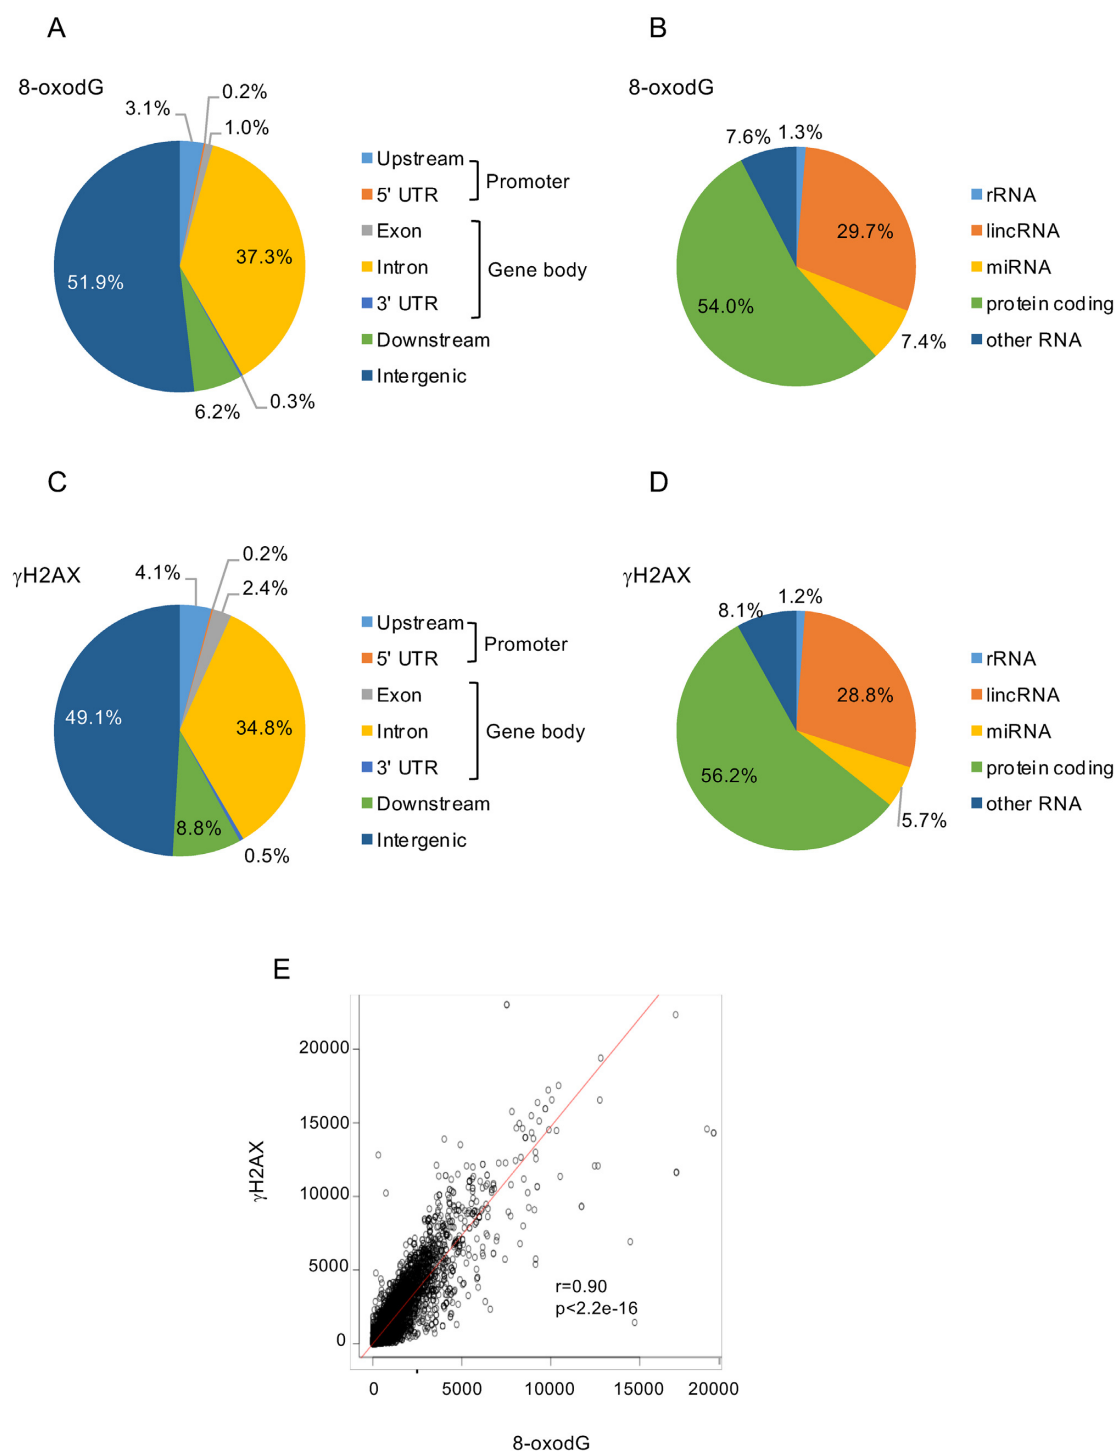 A
8-oxodG
3.1%
0.2%
1.0%
37.3%
51.9%
6.2%
0.3%
Upstream
5' UTR
Promoter
Exon
Intron
3' UTR
Gene body
Downstream
Intergenic
B
8-oxodG
7.6%
1.3%
29.7%
54.0%
7.4%
rRNA
lincRNA
miRNA
protein coding
other RNA
C
γH2AX
4.1%
0.2%
2.4%
49.1%
34.8%
8.8%
0.5%
Upstream
5' UTR
Promoter
Exon
Intron
3' UTR
Gene body
Downstream
Intergenic
D
γH2AX
8.1%
1.2%
28.8%
56.2%
5.7%
rRNA
lincRNA
miRNA
protein coding
other RNA
E
γH2AX
20000
15000
10000
5000
0
r=0.90
p<2.2e-16
0 5000 10000 15000 20000
8-oxodG